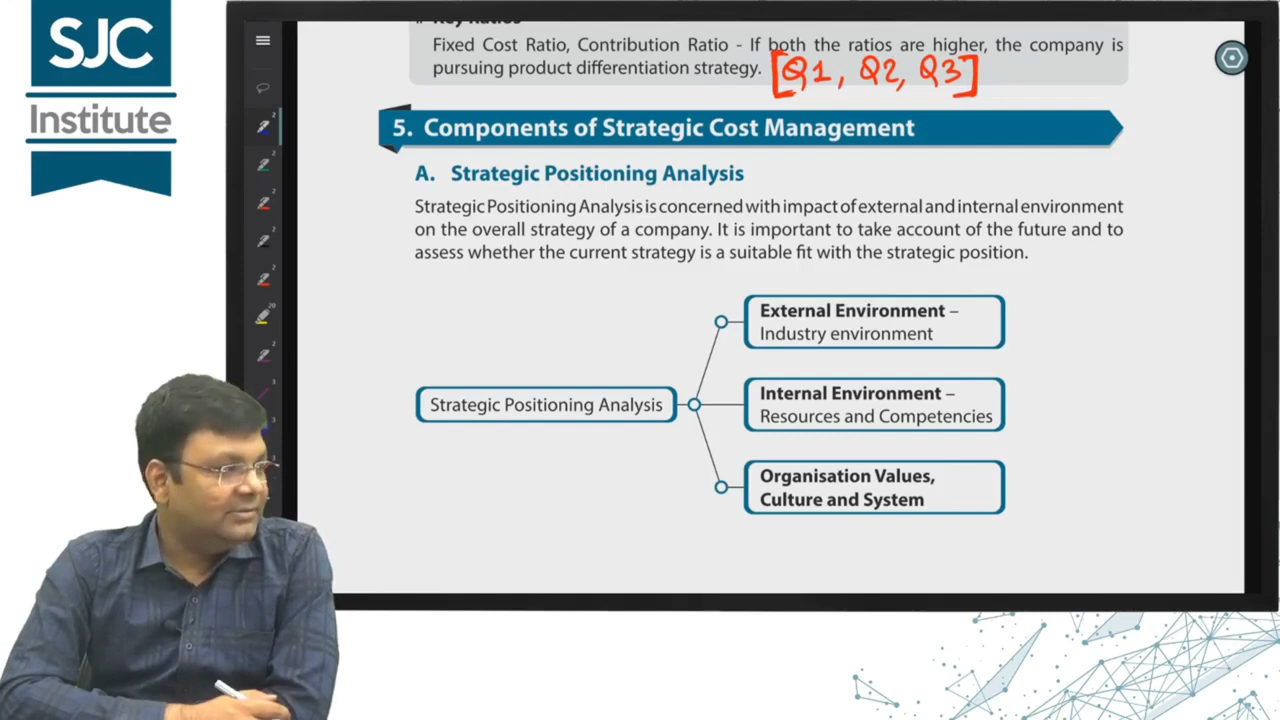 SJC
Institute
Key Ratios
Fixed Cost Ratio, Contribution Ratio - If both the ratios are higher, the company is
pursuing product differentiation strategy. [Q1, Q2, Q3]
5. Components of Strategic Cost Management
A. Strategic Positioning Analysis
Strategic Positioning Analysis is concerned with impact of external and internal environment
on the overall strategy of a company. It is important to take account of the future and to
assess whether the current strategy is a suitable fit with the strategic position.
External Environment –
Industry environment
Internal Environment –
Resources and Competencies
Strategic Positioning Analysis
Organisation Values,
Culture and System